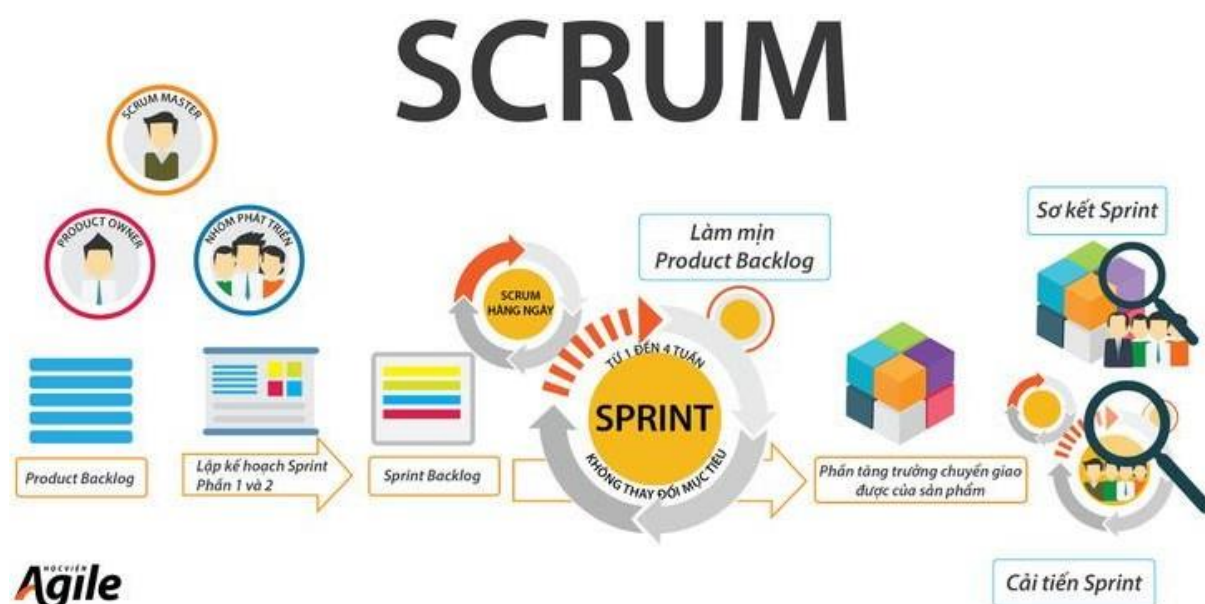 SCRUM
SCRUM MASTER
PRODUCT OWNER
NHÓM PHÁT TRIỂN
Sơ kết Sprint
Làm mịn
Product Backlog
SCRUM
HÀNG NGÀY
TỪ 1 ĐẾN 4 TUẦN
SPRINT
KHÔNG THAY ĐỔI MỤC TIÊU
Product Backlog
Lập kế hoạch Sprint
Phần 1 và 2
Sprint Backlog
Phần tăng trưởng chuyển giao
được của sản phẩm
Cải tiến Sprint
HỌC VIỆN
Agile